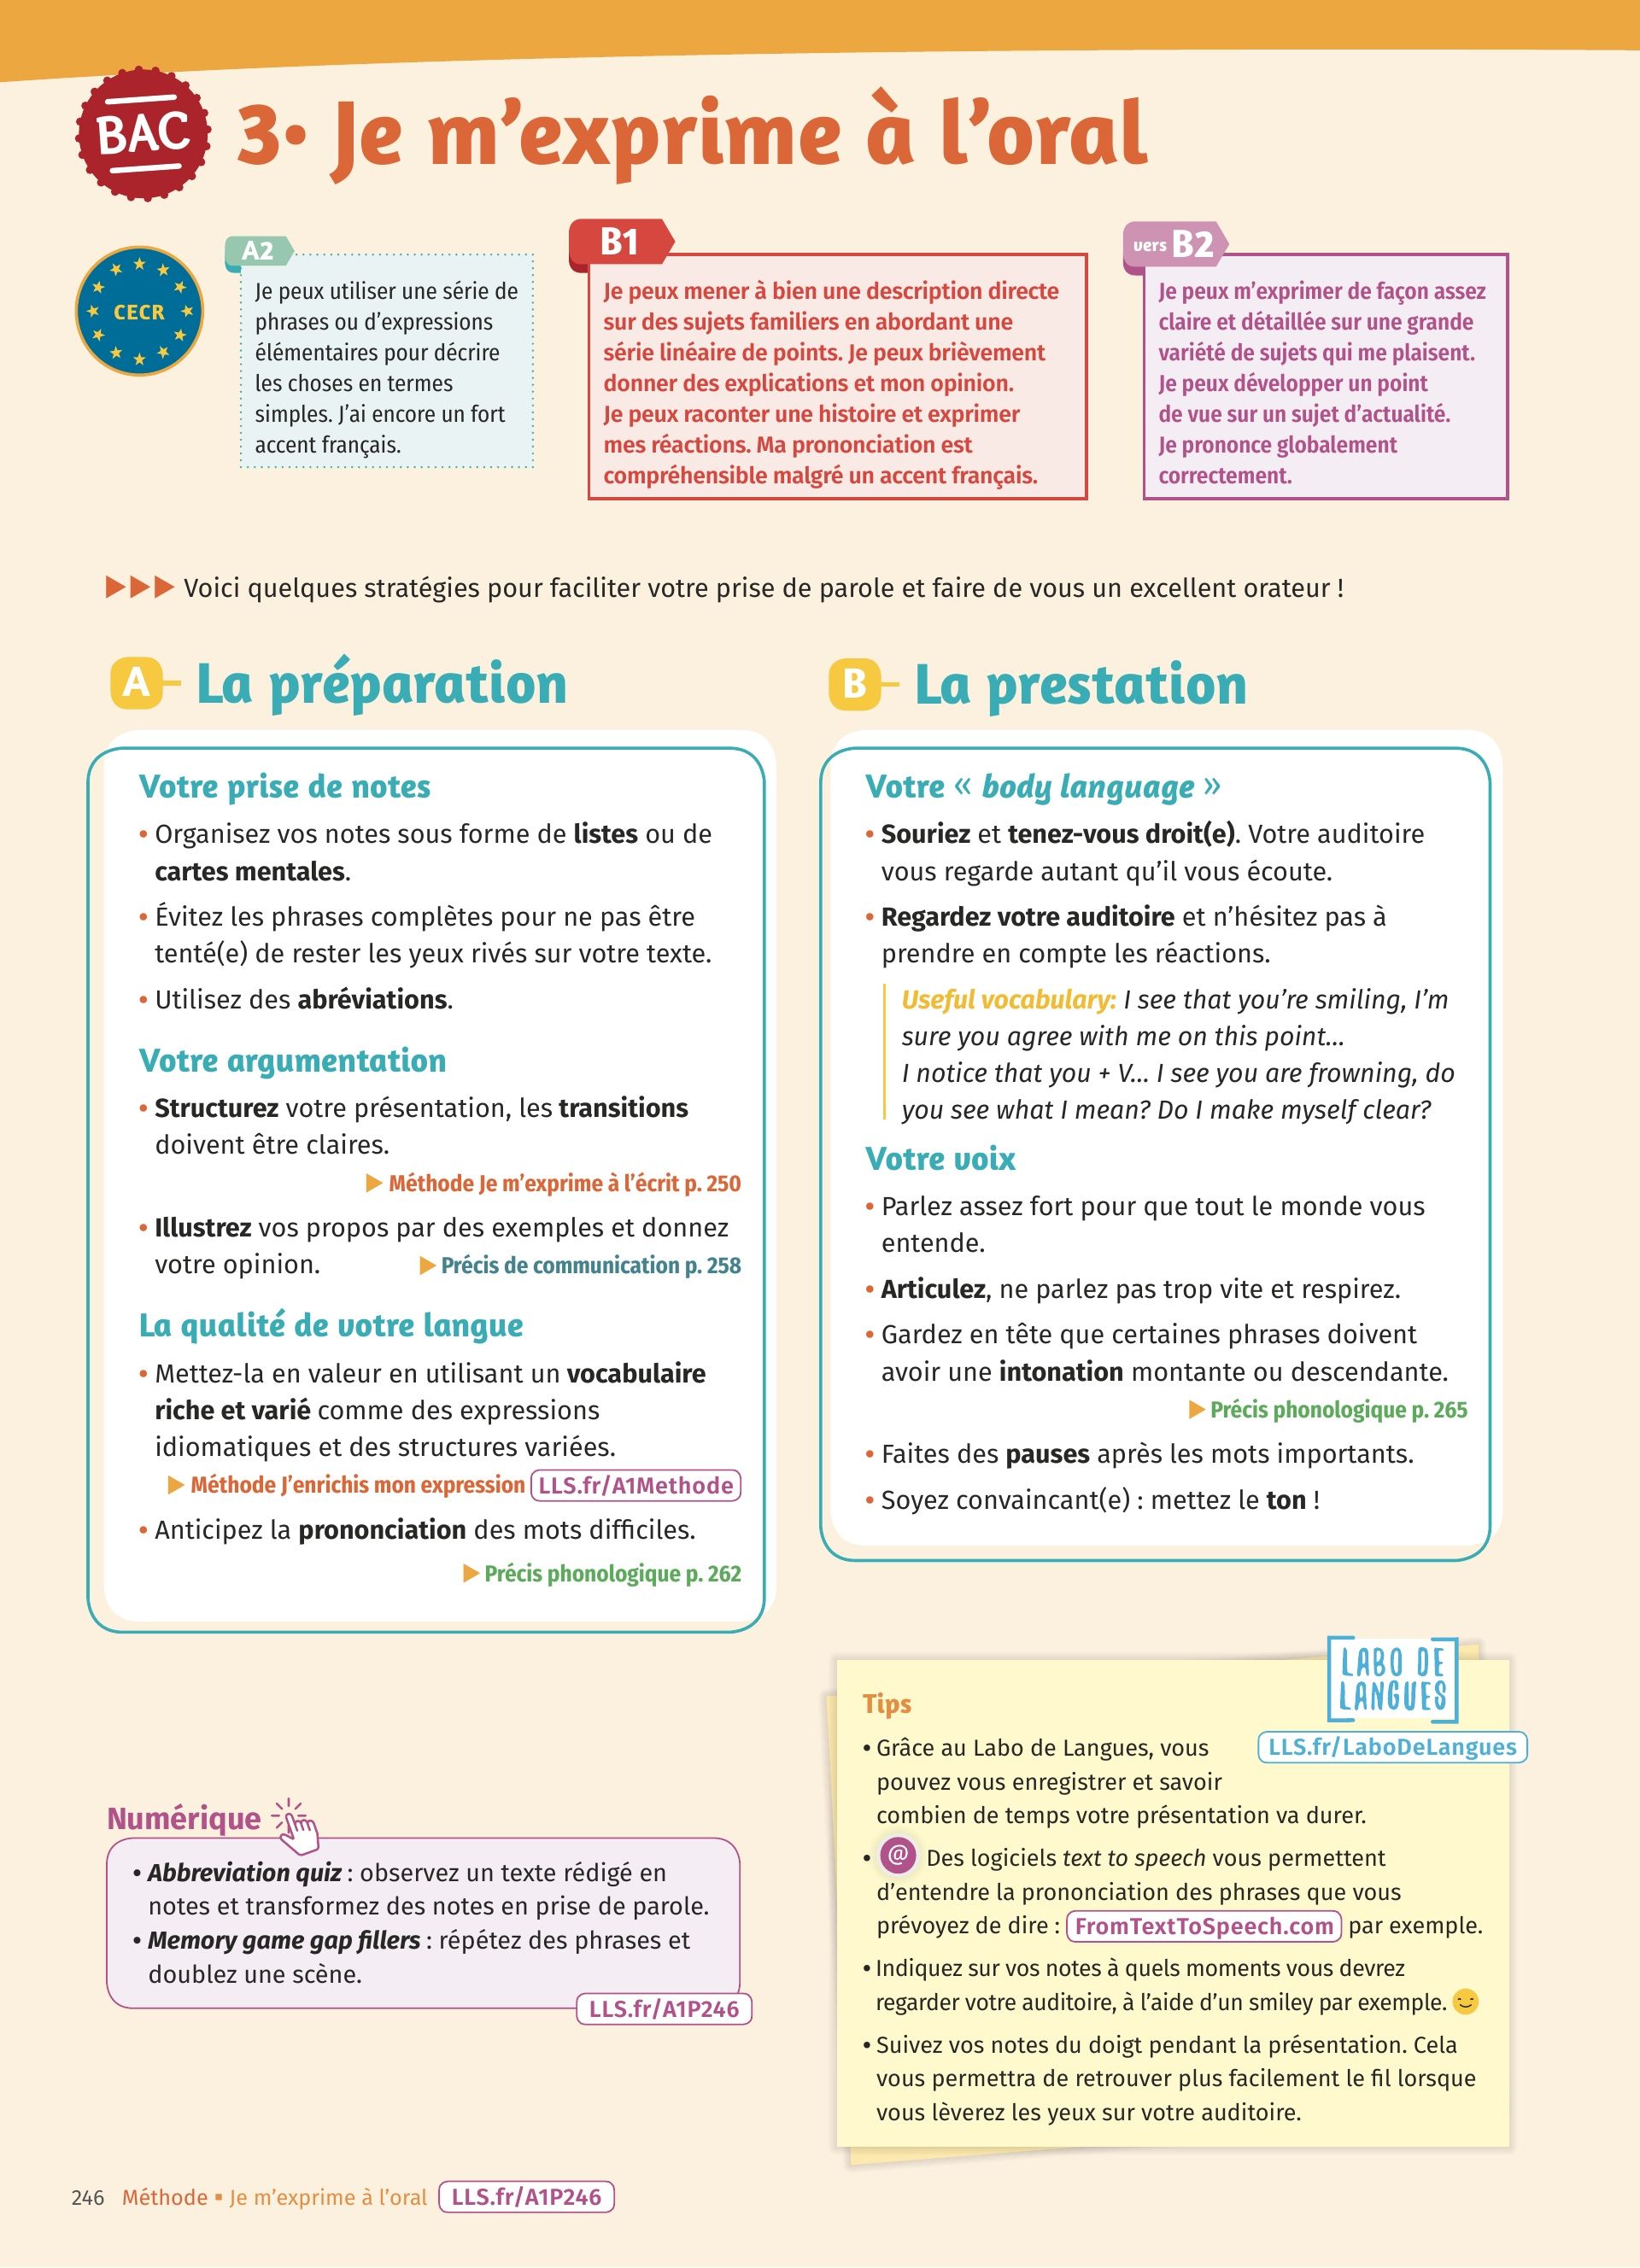 BAC
3• Je m'exprime à l'oral
CECR
A2
Je peux utiliser une série de
phrases ou d'expressions
élémentaires pour décrire
les choses en termes
simples. J'ai encore un fort
accent français.
B1
Je peux mener à bien une description directe
sur des sujets familiers en abordant une
série linéaire de points. Je peux brièvement
donner des explications et mon opinion.
Je peux raconter une histoire et exprimer
mes réactions. Ma prononciation est
compréhensible malgré un accent français.
vers B2
Je peux m'exprimer de façon assez
claire et détaillée sur une grande
variété de sujets qui me plaisent.
Je peux développer un point
de vue sur un sujet d'actualité.
Je prononce globalement
correctement.
▶▶▶ Voici quelques stratégies pour faciliter votre prise de parole et faire de vous un excellent orateur !
A La préparation
Votre prise de notes
• Organisez vos notes sous forme de listes ou de
cartes mentales.
• Évitez les phrases complètes pour ne pas être
tenté(e) de rester les yeux rivés sur votre texte.
• Utilisez des abréviations.
Votre argumentation
• Structurez votre présentation, les transitions
doivent être claires.
▶ Méthode Je m'exprime à l'écrit p. 250
• Illustrez vos propos par des exemples et donnez
votre opinion. ▶ Précis de communication p. 258
La qualité de votre langue
• Mettez-la en valeur en utilisant un vocabulaire
riche et varié comme des expressions
idiomatiques et des structures variées.
▶ Méthode J'enrichis mon expression LLS.fr/A1Methode
• Anticipez la prononciation des mots difficiles.
▶ Précis phonologique p. 262
B La prestation
Votre « body language »
• Souriez et tenez-vous droit(e). Votre auditoire
vous regarde autant qu'il vous écoute.
• Regardez votre auditoire et n'hésitez pas à
prendre en compte les réactions.
Useful vocabulary: I see that you're smiling, I'm
sure you agree with me on this point...
I notice that you + V... I see you are frowning, do
you see what I mean? Do I make myself clear?
Votre voix
• Parlez assez fort pour que tout le monde vous
entende.
• Articulez, ne parlez pas trop vite et respirez.
• Gardez en tête que certaines phrases doivent
avoir une intonation montante ou descendante.
▶ Précis phonologique p. 265
• Faites des pauses après les mots importants.
• Soyez convaincant(e) : mettez le ton !
Numérique
• Abbreviation quiz : observez un texte rédigé en
notes et transformez des notes en prise de parole.
• Memory game gap fillers : répétez des phrases et
doublez une scène.
LLS.fr/A1P246
LABO DE
LANGUES
LLS.fr/LaboDeLangues
Tips
• Grâce au Labo de Langues, vous
pouvez vous enregistrer et savoir
combien de temps votre présentation va durer.
• @ Des logiciels text to speech vous permettent
d'entendre la prononciation des phrases que vous
prévoyez de dire : FromTextToSpeech.com par exemple.
• Indiquez sur vos notes à quels moments vous devrez
regarder votre auditoire, à l'aide d'un smiley par exemple.
• Suivez vos notes du doigt pendant la présentation. Cela
vous permettra de retrouver plus facilement le fil lorsque
vous lèverez les yeux sur votre auditoire.
246 Méthode ▪ Je m'exprime à l'oral LLS.fr/A1P246